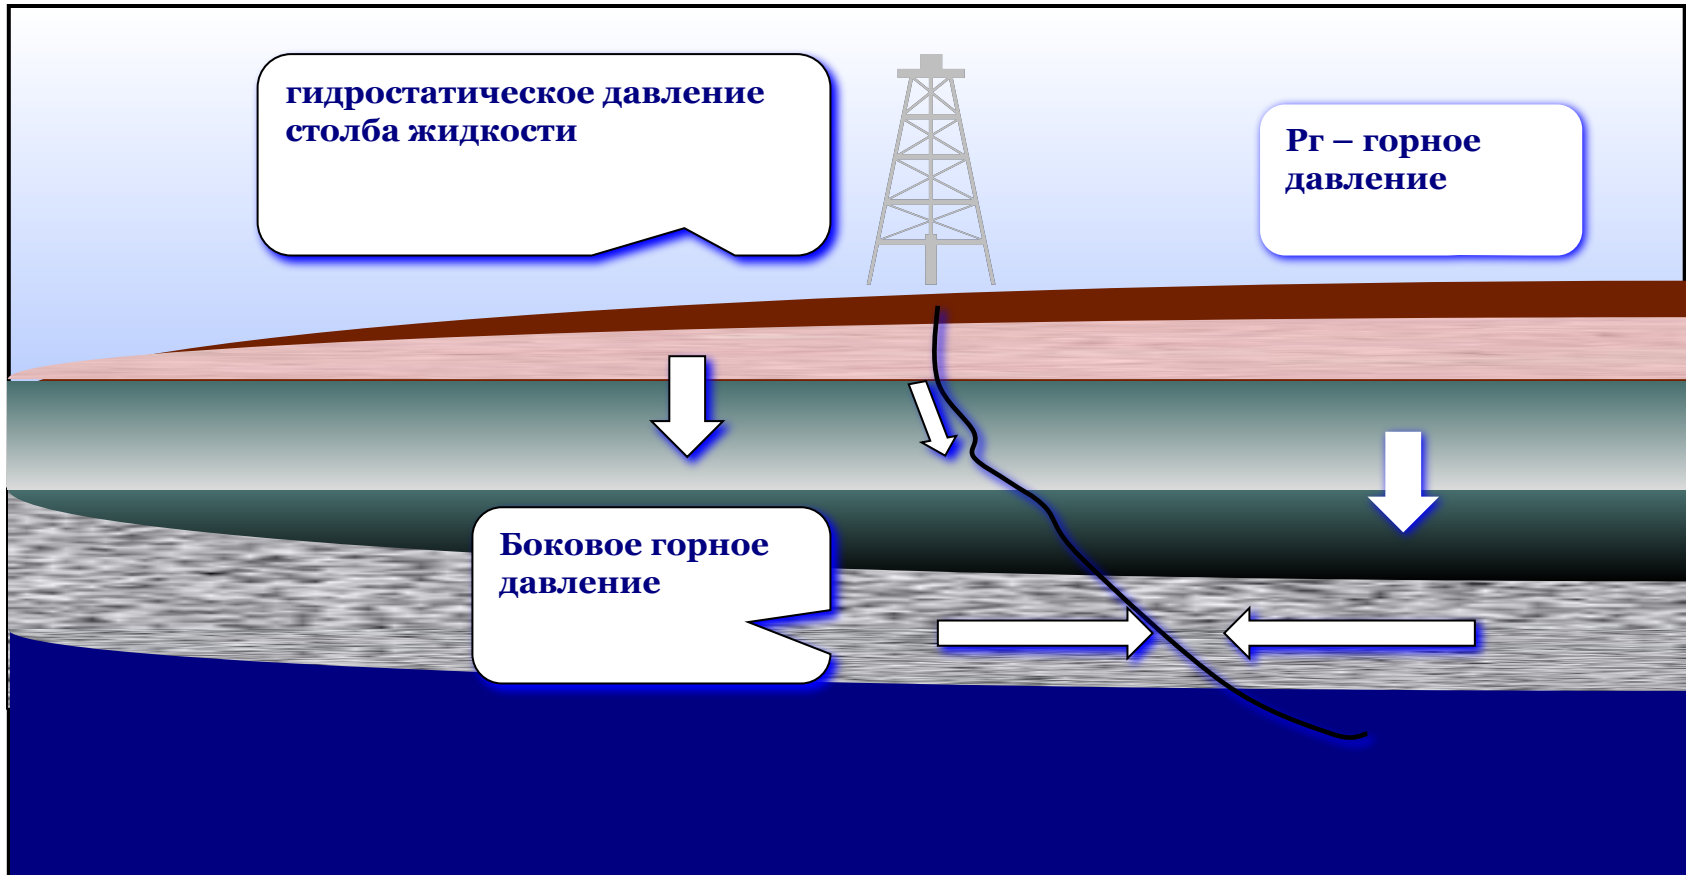 гидростатическое давление
столба жидкости
Рг – горное
давление
Боковое горное
давление